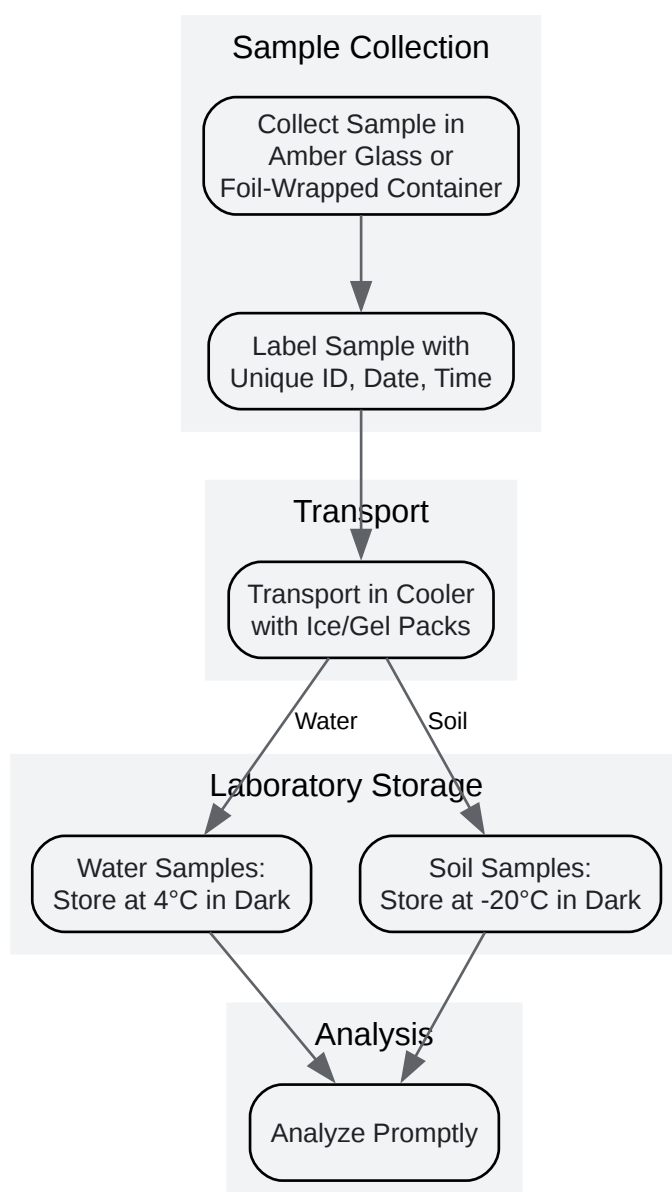 Sample Collection
Collect Sample in
Amber Glass or
Foil-Wrapped Container
Label Sample with
Unique ID, Date, Time
Transport
Transport in Cooler
with Ice/Gel Packs
Water
Soil
Laboratory Storage
Water Samples:
Store at 4°C in Dark
Soil Samples:
Store at -20°C in Dark
Analysis
Analyze Promptly